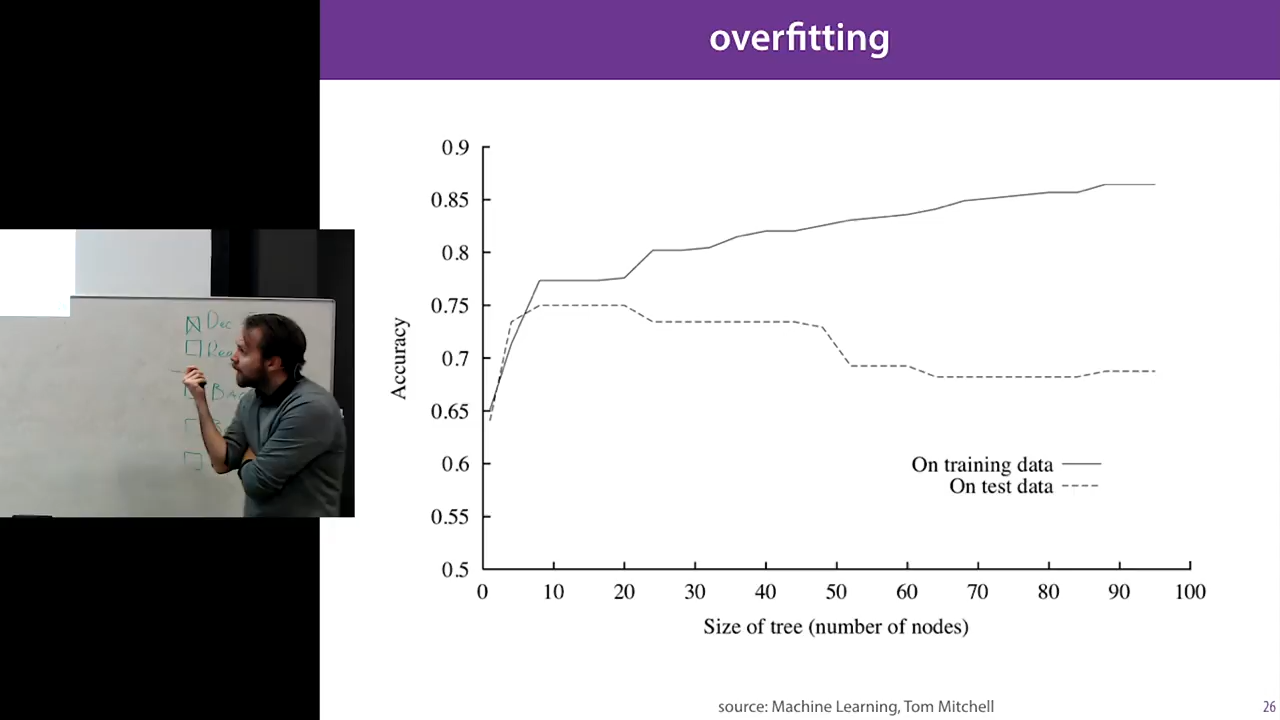 overfitting
0.9
0.85
0.8
0.75
0.7
0.65
0.6
0.55
0.5
Accuracy
On training data
On test data
0 10 20 30 40 50 60 70 80 90 100
Size of tree (number of nodes)
source: Machine Learning, Tom Mitchell
26
Dec